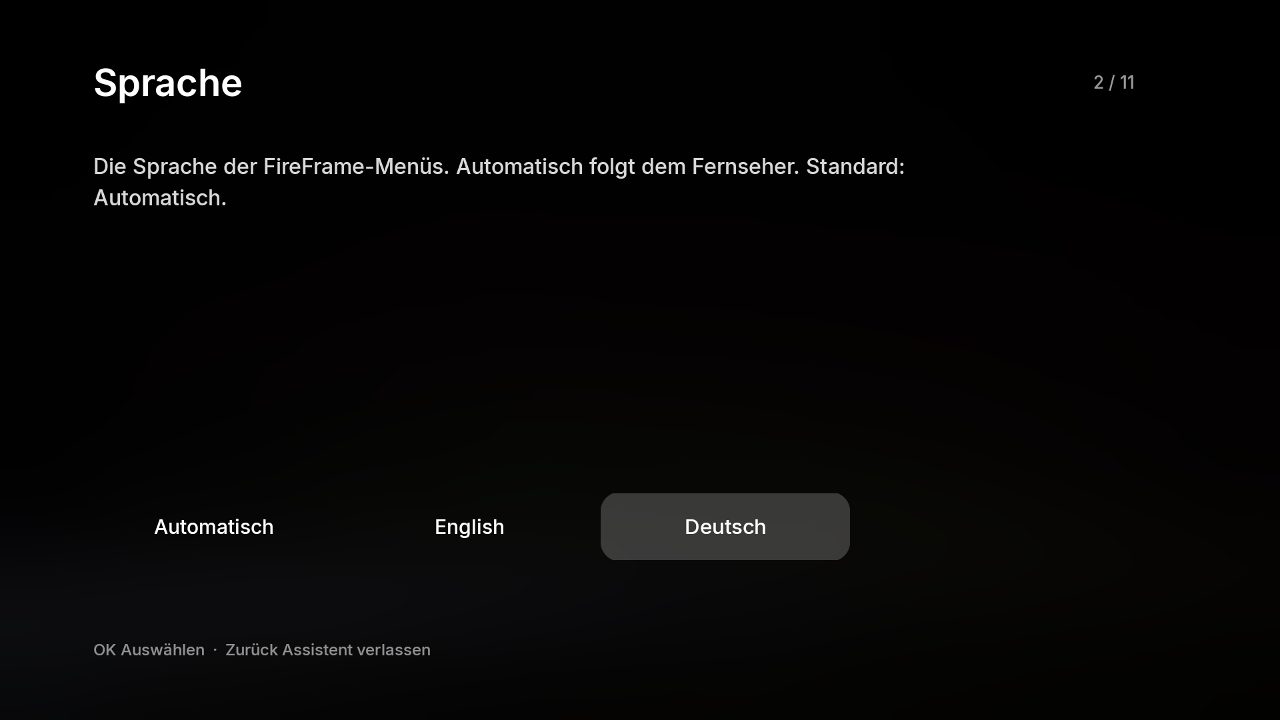 Sprache
2 / 11
Die Sprache der FireFrame-Menüs. Automatisch folgt dem Fernseher. Standard:
Automatisch.
Automatisch English Deutsch
OK Auswählen · Zurück Assistent verlassen